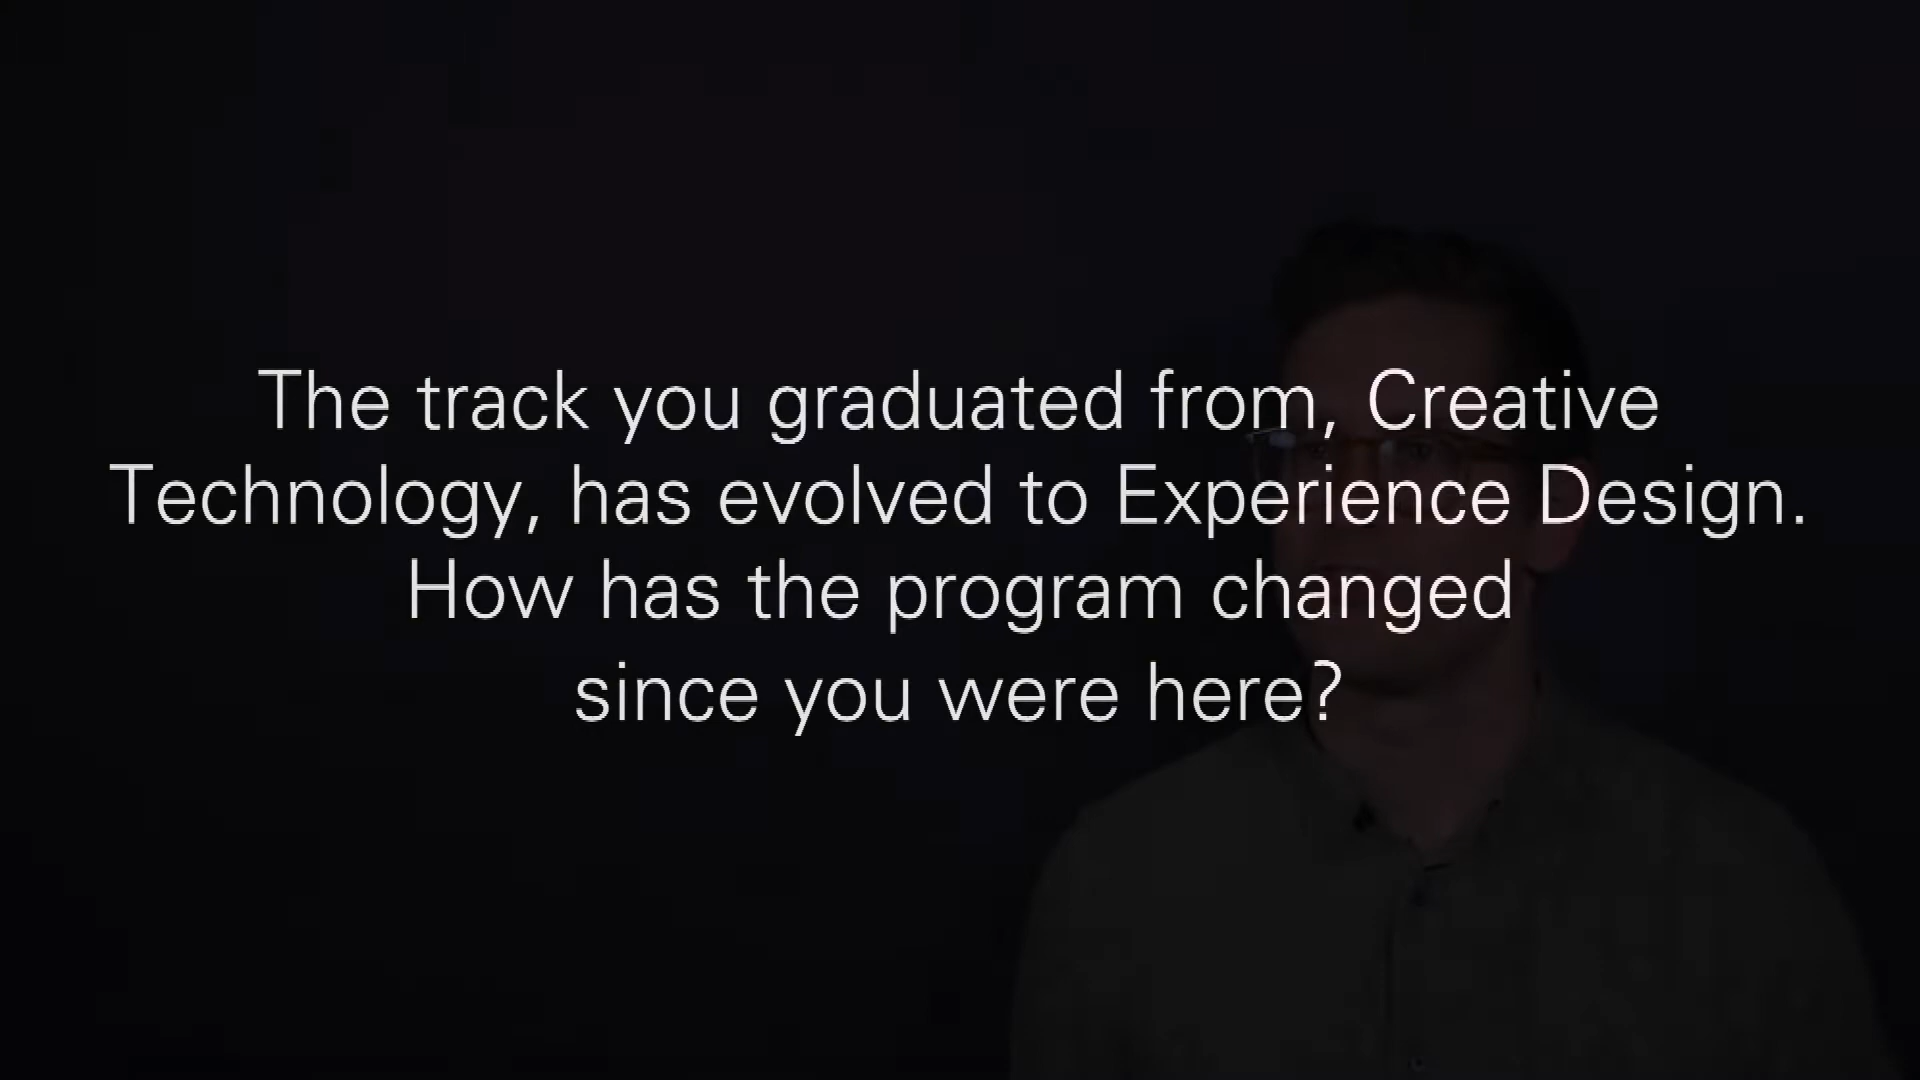 The track you graduated from, Creative
Technology, has evolved to Experience Design.
How has the program changed
since you were here?